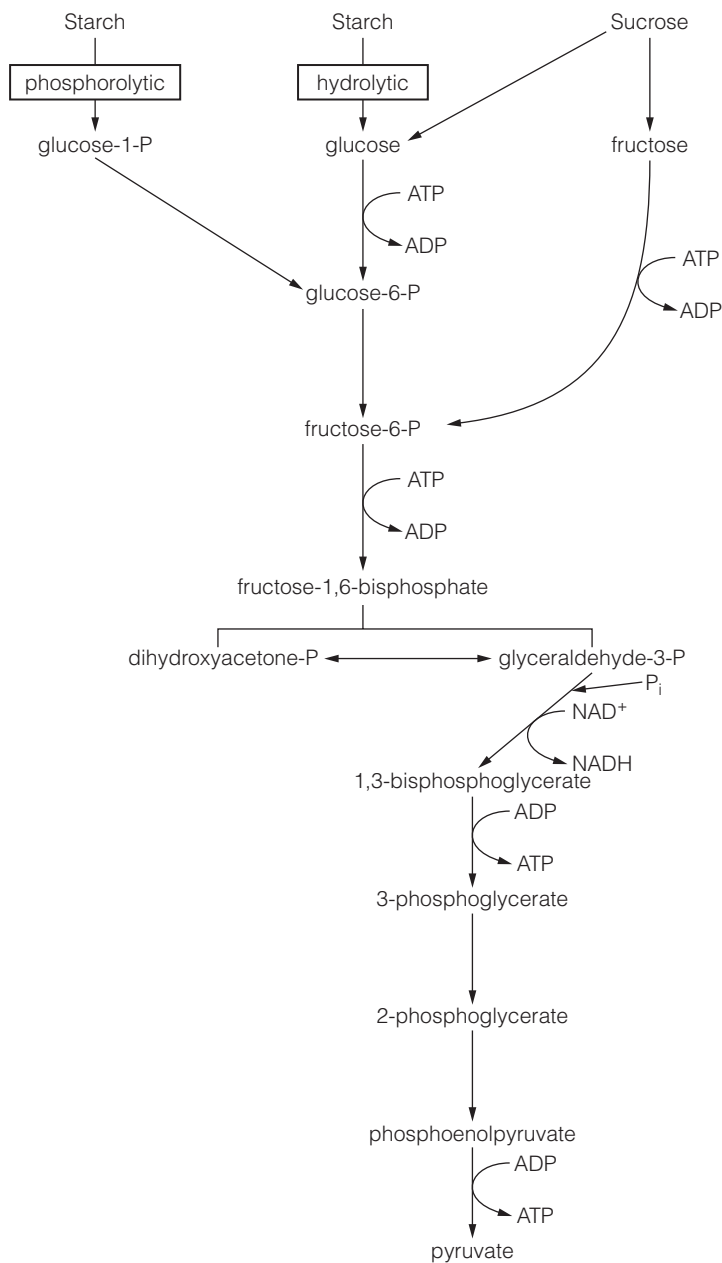 Starch Starch Sucrose
phosphorolytic hydrolytic
glucose-1-P glucose fructose
ATP
ADP
ATP
glucose-6-P
ADP
fructose-6-P
ATP
ADP
fructose-1,6-bisphosphate
dihydroxyacetone-P glyceraldehyde-3-P
Pi
NAD+
NADH
1,3-bisphosphoglycerate
ADP
ATP
3-phosphoglycerate
2-phosphoglycerate
phosphoenolpyruvate
ADP
ATP
pyruvate